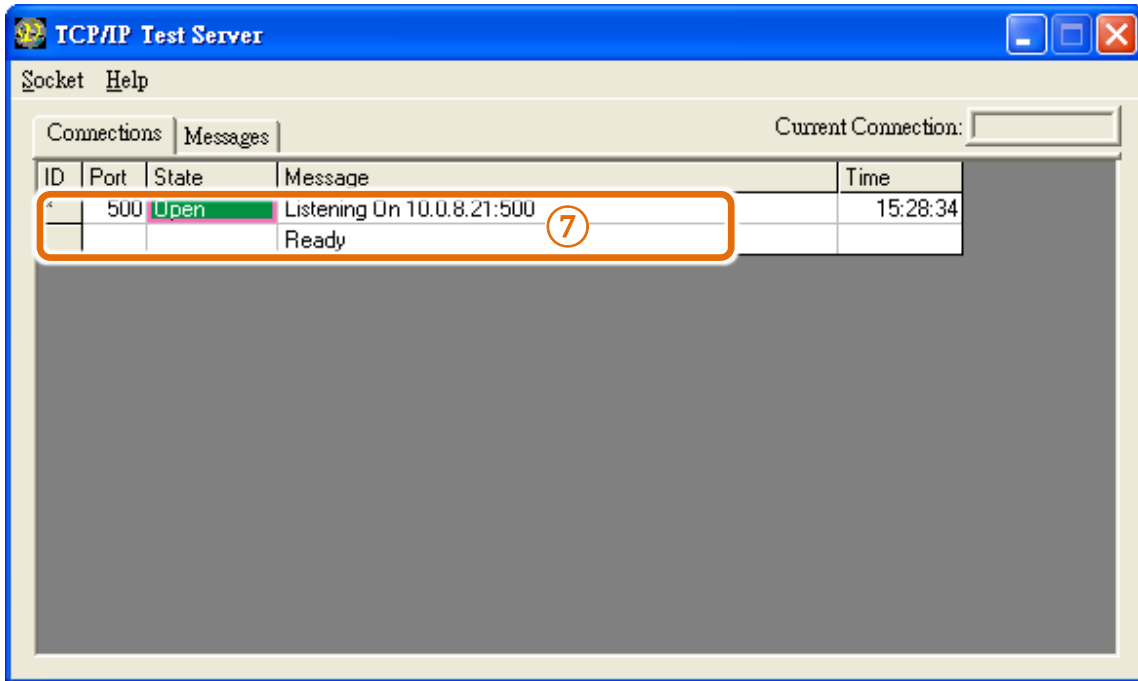 TCP/IP Test Server
Socket Help
Connections Messages Current Connection:
ID Port State Message Time
* 500 Open Listening On 10.0.8.21:500 15:28:34
Ready
⑦